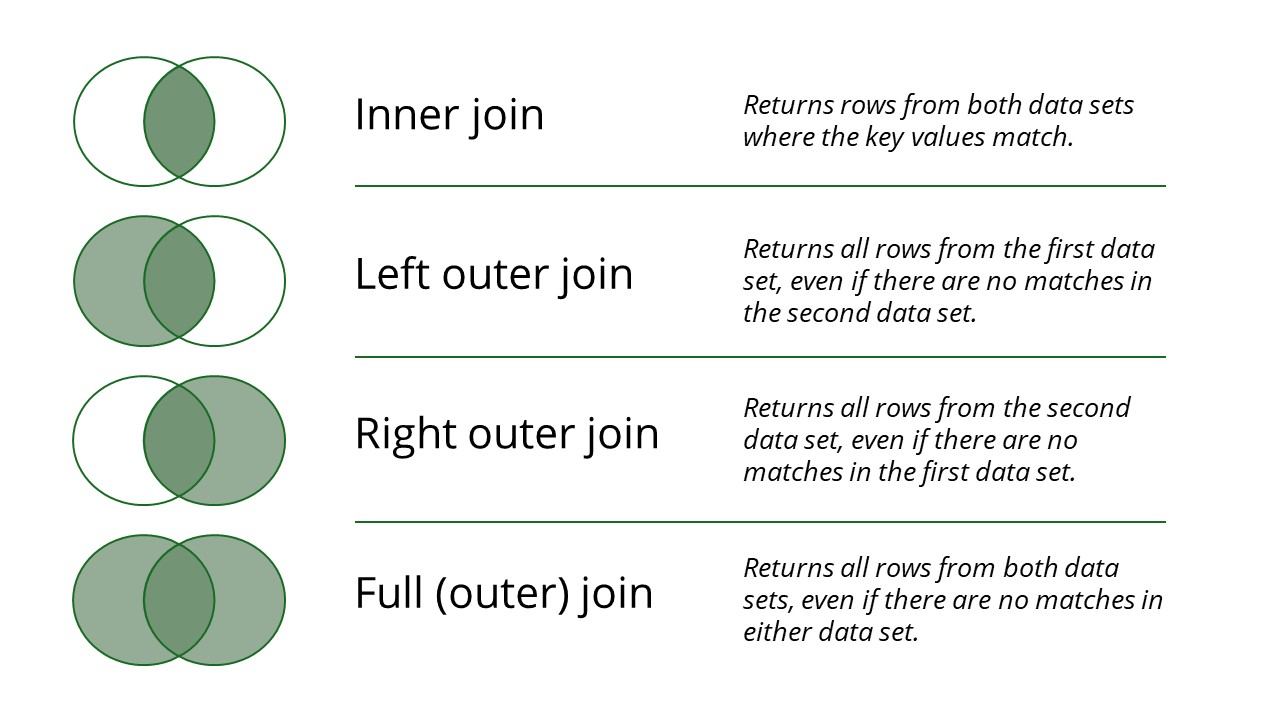 Inner join
Returns rows from both data sets
where the key values match.
Left outer join
Returns all rows from the first data
set, even if there are no matches in
the second data set.
Right outer join
Returns all rows from the second
data set, even if there are no
matches in the first data set.
Full (outer) join
Returns all rows from both data
sets, even if there are no matches in
either data set.